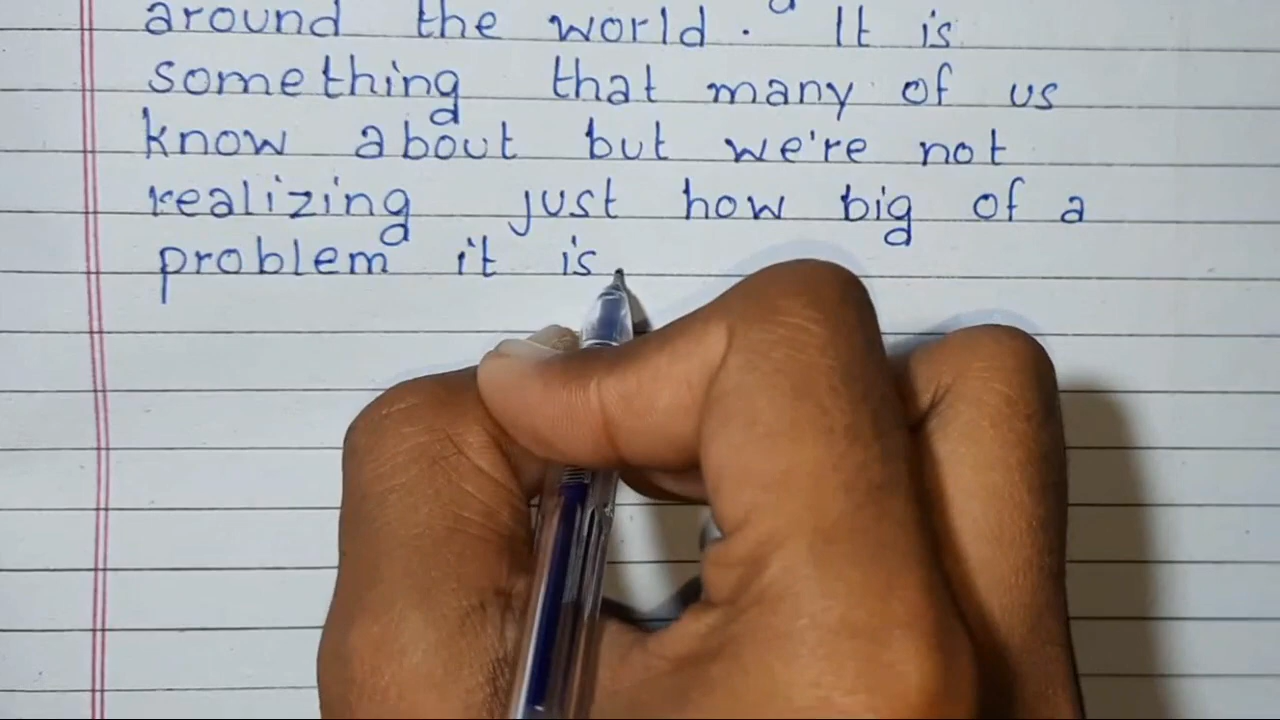 around the world. It is
something that many of us
know about but we're not
realizing just how big of a
problem it is